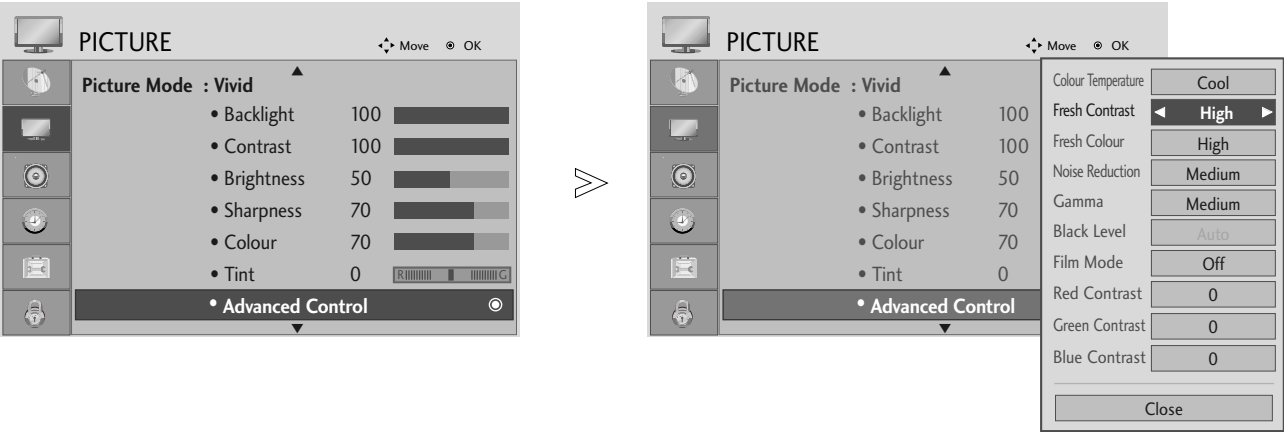 PICTURE
Move OK
Picture Mode : Vivid
• Backlight 100
• Contrast 100
• Brightness 50
• Sharpness 70
• Colour 70
• Tint 0 R G
• Advanced Control
PICTURE
Move OK
Picture Mode : Vivid
• Backlight 100
• Contrast 100
• Brightness 50
• Sharpness 70
• Colour 70
• Tint 0
• Advanced Control
Colour Temperature Cool
Fresh Contrast High
Fresh Colour High
Noise Reduction Medium
Gamma Medium
Black Level Auto
Film Mode Off
Red Contrast 0
Green Contrast 0
Blue Contrast 0
Close